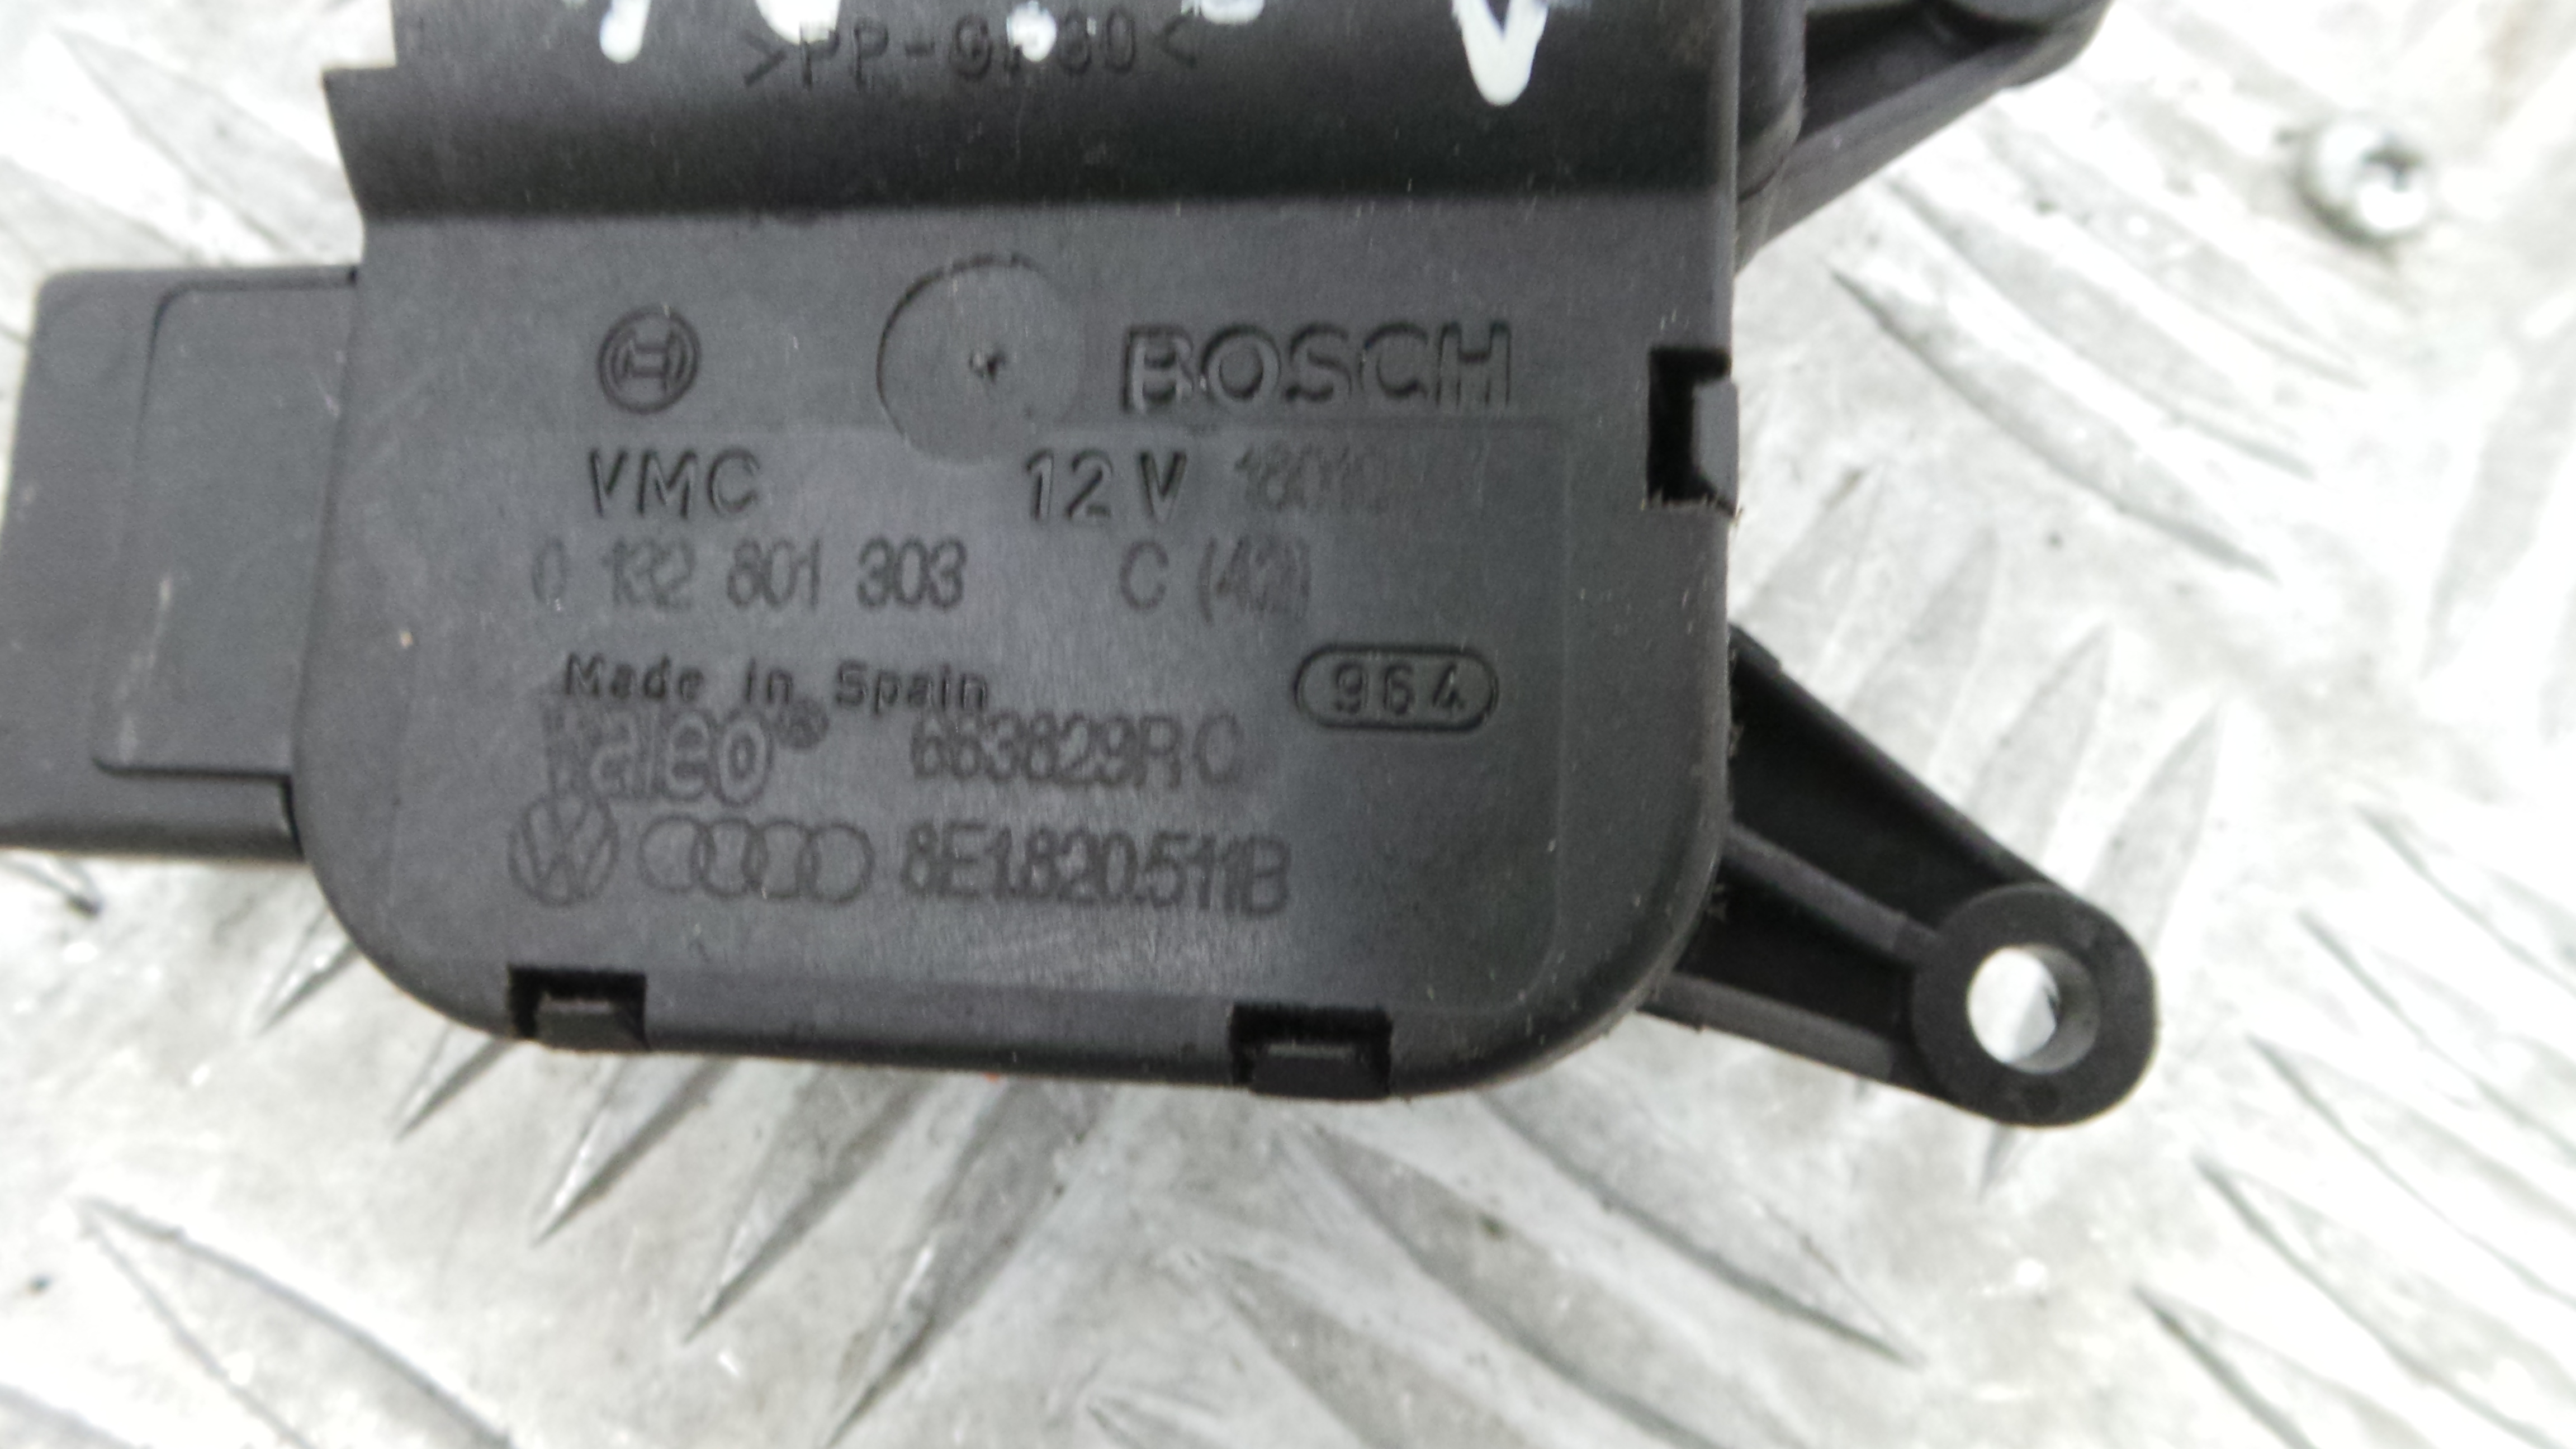 BOSCH
VMC 12 V
0 132 801 303 C (42)
Made in Spain 964
Valeo® 663829R C
8E1.820.511B